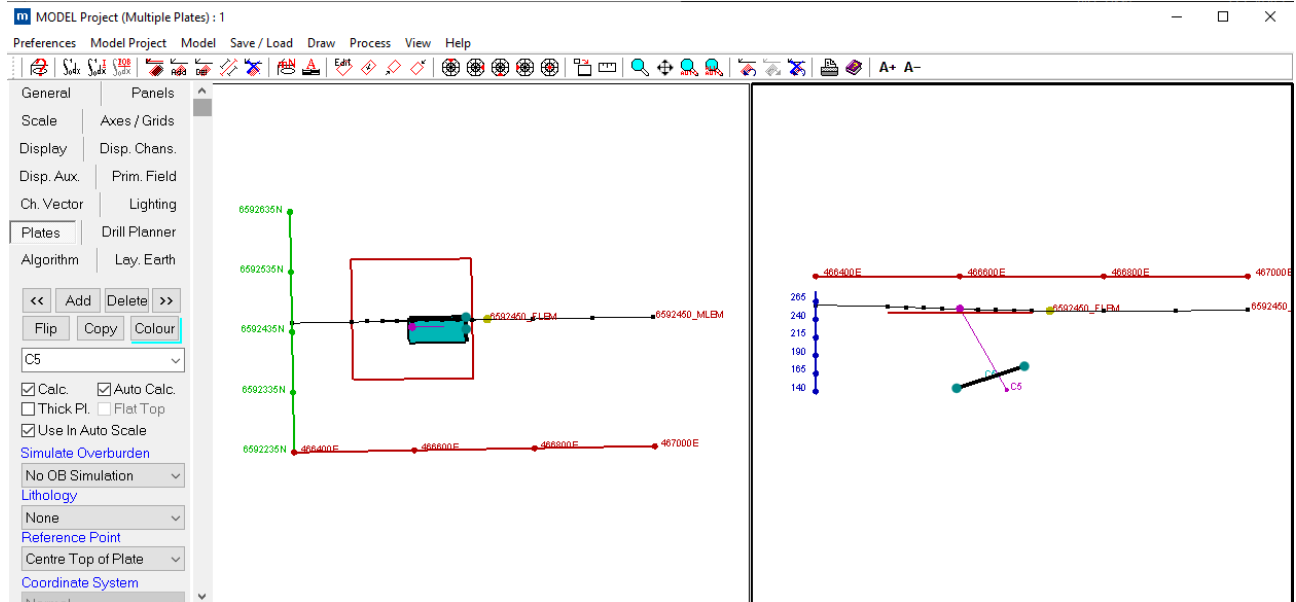 m MODEL Project (Multiple Plates) : 1
Preferences Model Project Model Save / Load Draw Process View Help
Add Edit A+ A-
General Panels
Scale Axes / Grids
Display Disp. Chans.
Disp. Aux. Prim. Field
Ch. Vector Lighting
Plates Drill Planner
Algorithm Lay. Earth
<< Add Delete >>
Flip Copy Colour
C5
Calc. Auto Calc.
Thick Pl. Flat Top
Use In Auto Scale
Simulate Overburden
No OB Simulation
Lithology
None
Reference Point
Centre Top of Plate
Coordinate System
6592635N
6592535N
6592435N
6592335N
6592235N
466400E 466600E 466800E 467000E
6592450_FLEM 6592450_MLEM
466400E 466600E 466800E 467000E
265
240
215
190
165
140
6592450_FLEM 6592450_
C5 C5